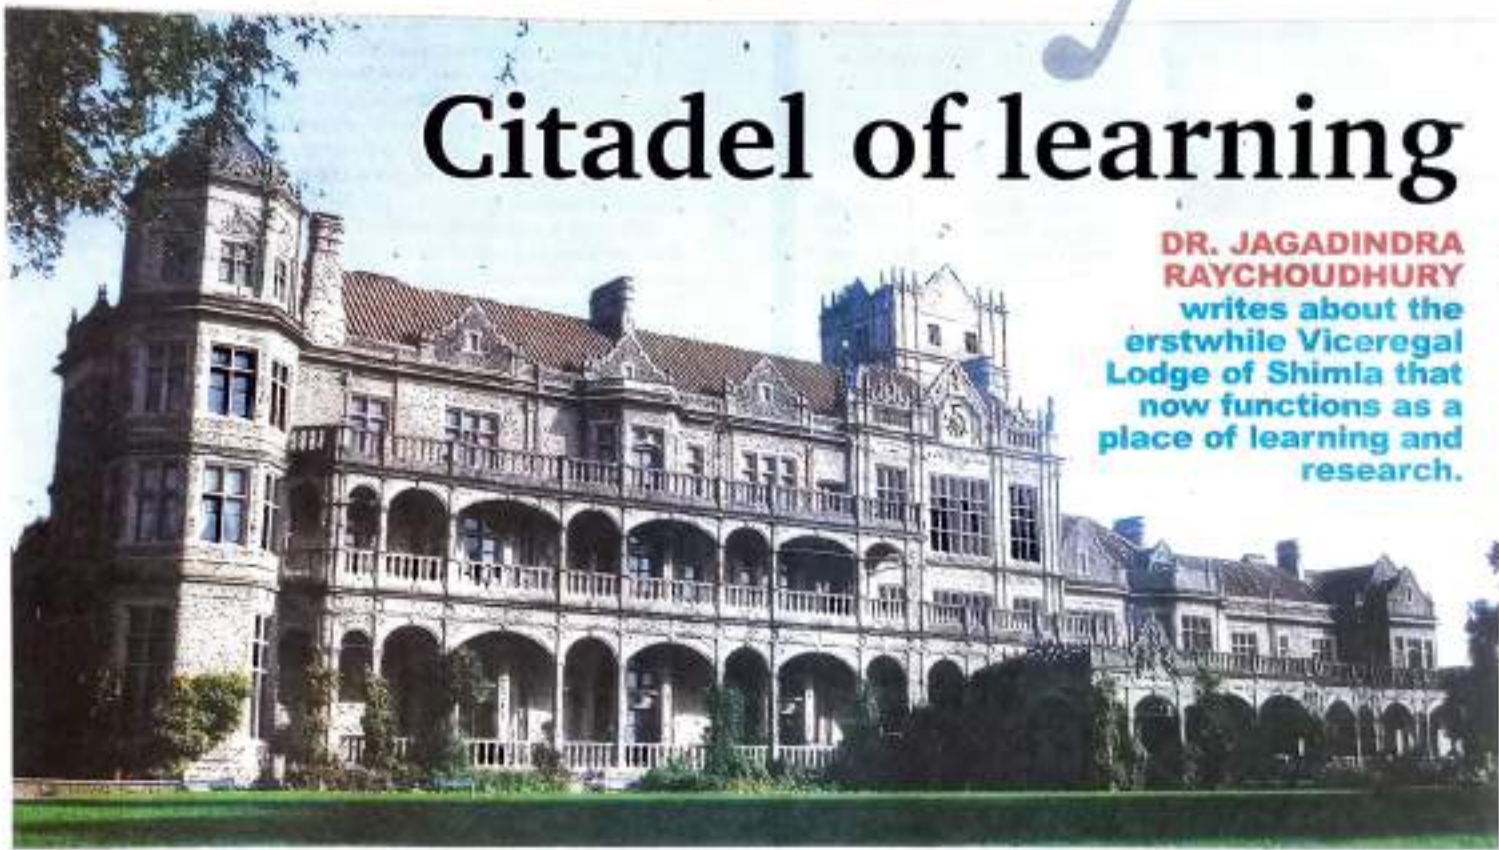 Citadel of learning
DR. JAGADINDRA
RAYCHOUDHURY
writes about the
erstwhile Viceregal
Lodge of Shimla that
now functions as a
place of learning and
research.